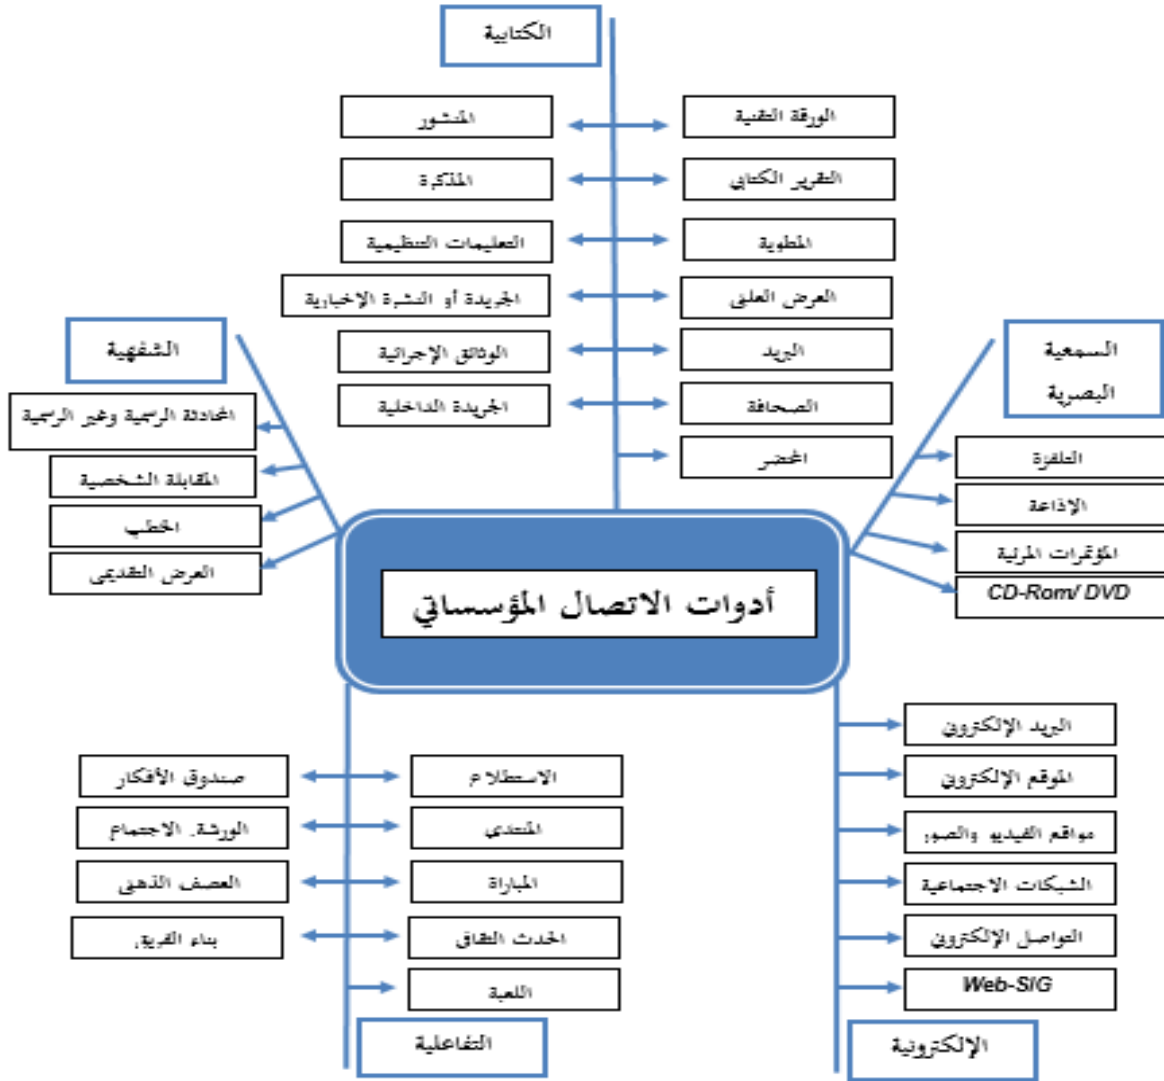 الكتابية
الورقة التقنية
المنشور
التقرير الكتابي
المذكرة
المطوية
التعليمات التنظيمية
العرض العلني
الجريدة أو النشرة الإخبارية
البريد
الوثائق الإجرائية
الصحافة
الجريدة الداخلية
المحضر
السمعية
البصرية
التلفزة
الإذاعة
المؤتمرات المرئية
CD-Rom/ DVD
الشفهية
المحادثة الرسمية وغير الرسمية
المقابلة الشخصية
الخطب
العرض التقديمي
أدوات الاتصال المؤسساتي
البريد الإلكتروني
الموقع الإلكتروني
مواقع الفيديو والصور
الشبكات الاجتماعية
التواصل الإلكتروني
Web-SIG
الإلكترونية
الاستطلاع
صندوق الأفكار
المنتدى
الورشة. الاجتماع
المباراة
العصف الذهني
الحدث الثقافي
بناء الفريق
اللعبة
التفاعلية